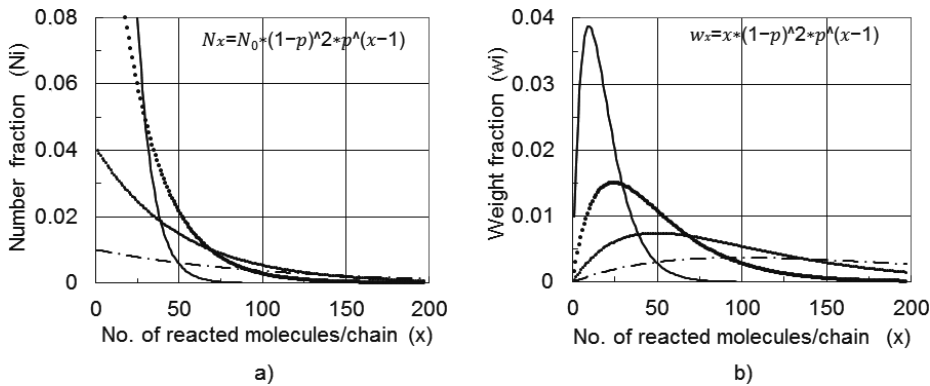 0.08
0.06
0.04
0.02
0
Number fraction (Ni)
Nx=N₀*(1−p)^2*p^(x−1)
0 50 100 150 200
No. of reacted molecules/chain (x)
a)
0.04
0.03
0.02
0.01
0
Weight fraction (wi)
wx=x*(1−p)^2*p^(x−1)
0 50 100 150 200
No. of reacted molecules/chain (x)
b)